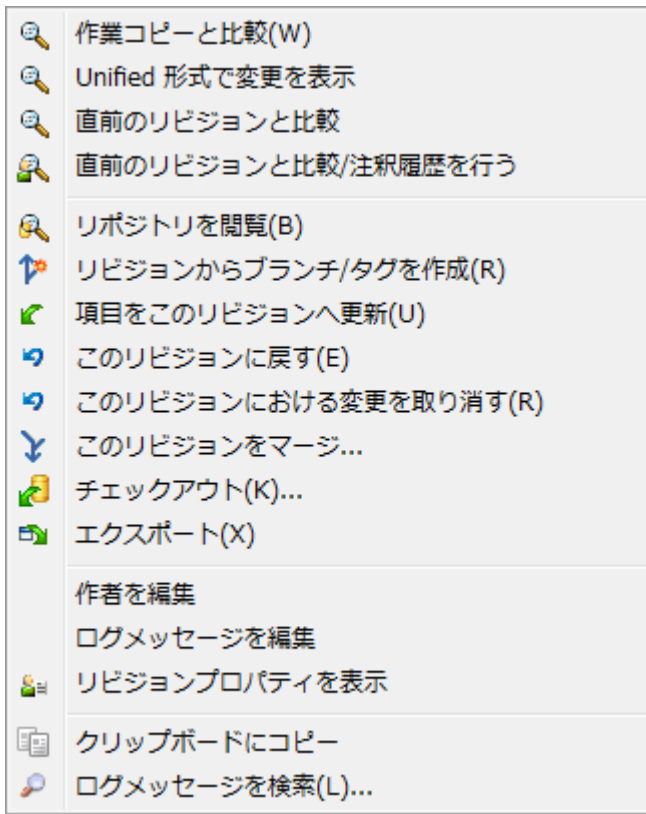 作業コピーと比較(W)
Unified 形式で変更を表示
直前のリビジョンと比較
直前のリビジョンと比較/注釈履歴を行う
リポジトリを閲覧(B)
リビジョンからブランチ/タグを作成(R)
項目をこのリビジョンへ更新(U)
このリビジョンに戻す(E)
このリビジョンにおける変更を取り消す(R)
このリビジョンをマージ...
チェックアウト(K)...
エクスポート(X)
作者を編集
ログメッセージを編集
リビジョンプロパティを表示
クリップボードにコピー
ログメッセージを検索(L)...